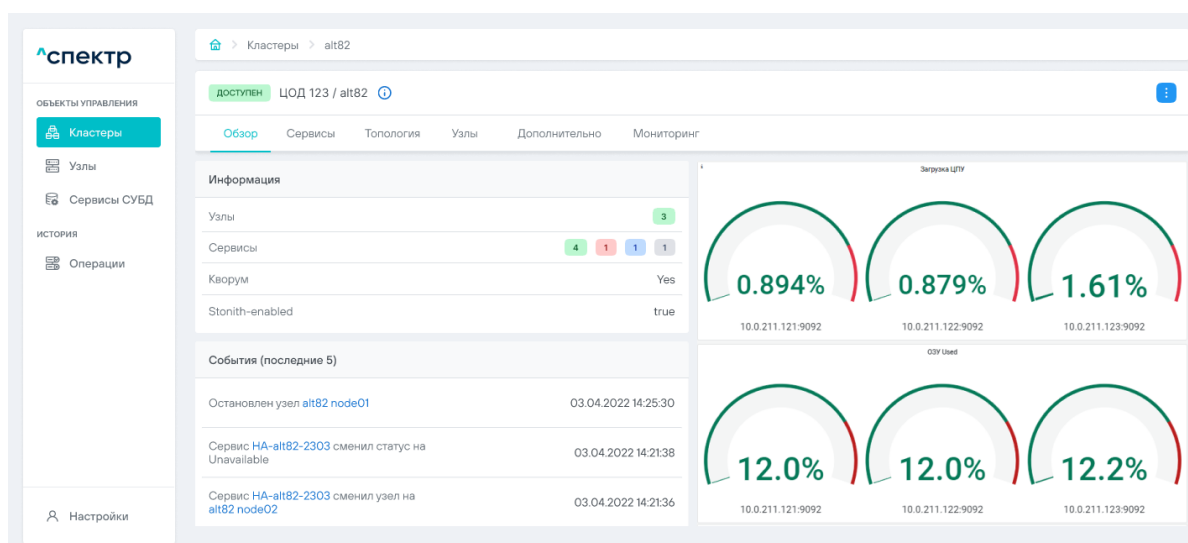 ^спектр
ОБЪЕКТЫ УПРАВЛЕНИЯ
Кластеры
Узлы
Сервисы СУБД
ИСТОРИЯ
Операции
Настройки
Кластеры > alt82
ДОСТУПЕН ЦОД 123 / alt82
Обзор Сервисы Топология Узлы Дополнительно Мониторинг
Информация
Узлы 3
Сервисы 4 1 1 1
Кворум Yes
Stonith-enabled true
События (последние 5)
Остановлен узел alt82 node01 03.04.2022 14:25:30
Сервис HA-alt82-2303 сменил статус на
Unavailable 03.04.2022 14:21:38
Сервис HA-alt82-2303 сменил узел на
alt82 node02 03.04.2022 14:21:36
Загрузка ЦПУ
0.894% 0.879% 1.61%
10.0.211.121:9092 10.0.211.122:9092 10.0.211.123:9092
ОЗУ Used
12.0% 12.0% 12.2%
10.0.211.121:9092 10.0.211.122:9092 10.0.211.123:9092